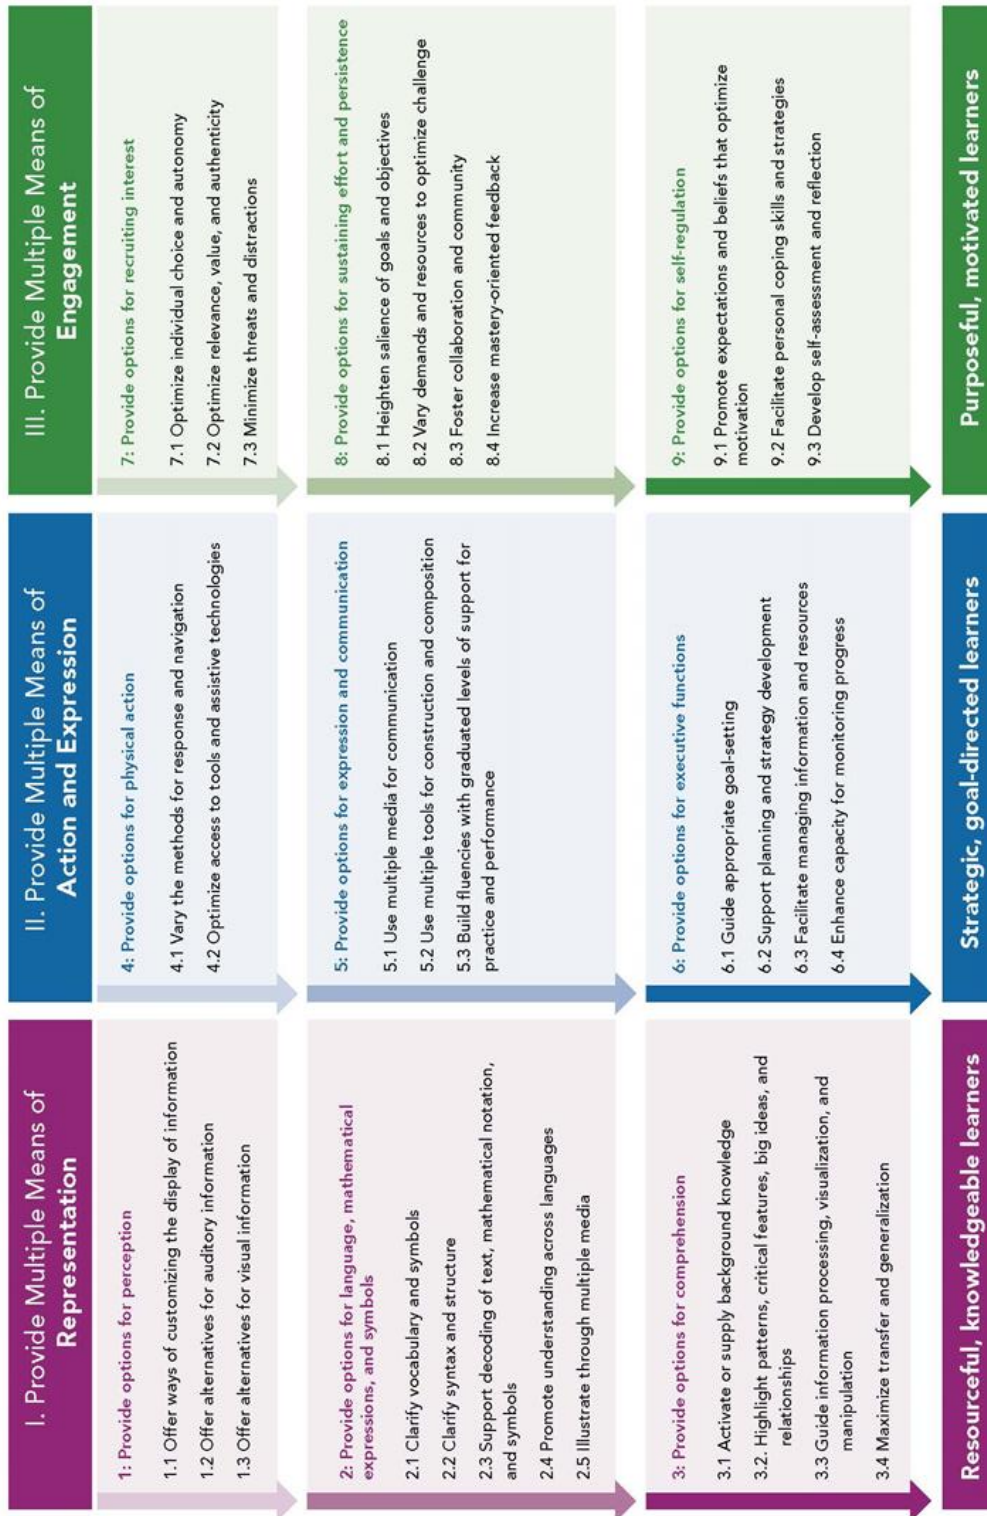 I. Provide Multiple Means of
Representation
1: Provide options for perception
1.1 Offer ways of customizing the display of information
1.2 Offer alternatives for auditory information
1.3 Offer alternatives for visual information
2: Provide options for language, mathematical
expressions, and symbols
2.1 Clarify vocabulary and symbols
2.2 Clarify syntax and structure
2.3 Support decoding of text, mathematical notation,
and symbols
2.4 Promote understanding across languages
2.5 Illustrate through multiple media
3: Provide options for comprehension
3.1 Activate or supply background knowledge
3.2. Highlight patterns, critical features, big ideas, and
relationships
3.3 Guide information processing, visualization, and
manipulation
3.4 Maximize transfer and generalization
Resourceful, knowledgeable learners
II. Provide Multiple Means of
Action and Expression
4: Provide options for physical action
4.1 Vary the methods for response and navigation
4.2 Optimize access to tools and assistive technologies
5: Provide options for expression and communication
5.1 Use multiple media for communication
5.2 Use multiple tools for construction and composition
5.3 Build fluencies with graduated levels of support for
practice and performance
6: Provide options for executive functions
6.1 Guide appropriate goal-setting
6.2 Support planning and strategy development
6.3 Facilitate managing information and resources
6.4 Enhance capacity for monitoring progress
Strategic, goal-directed learners
III. Provide Multiple Means of
Engagement
7: Provide options for recruiting interest
7.1 Optimize individual choice and autonomy
7.2 Optimize relevance, value, and authenticity
7.3 Minimize threats and distractions
8: Provide options for sustaining effort and persistence
8.1 Heighten salience of goals and objectives
8.2 Vary demands and resources to optimize challenge
8.3 Foster collaboration and community
8.4 Increase mastery-oriented feedback
9: Provide options for self-regulation
9.1 Promote expectations and beliefs that optimize
motivation
9.2 Facilitate personal coping skills and strategies
9.3 Develop self-assessment and reflection
Purposeful, motivated learners